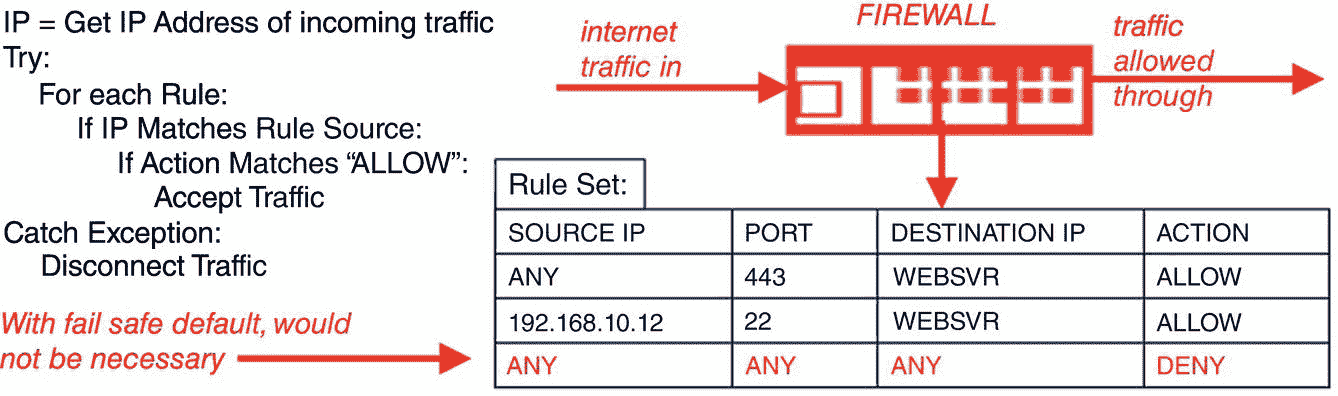 IP = Get IP Address of incoming traffic
Try:
For each Rule:
If IP Matches Rule Source:
If Action Matches “ALLOW”:
Accept Traffic
Catch Exception:
Disconnect Traffic
With fail safe default, would
not be necessary
FIREWALL
internet
traffic in
traffic
allowed
through
Rule Set:
SOURCE IP PORT DESTINATION IP ACTION
ANY 443 WEBSVR ALLOW
192.168.10.12 22 WEBSVR ALLOW
ANY ANY ANY DENY